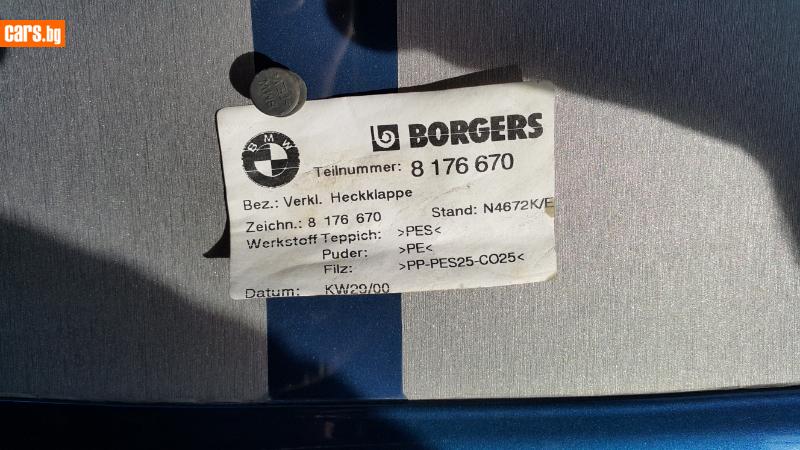 cars.bg
BMW
BORGERS
Teilnummer: 8 176 670
Bez.: Verkl. Heckklappe
Zeichn.: 8 176 670 Stand: N4672K/E
Werkstoff Teppich: >PES<
Puder: >PE<
Filz: >PP-PES25-CO25<
Datum: KW29/00